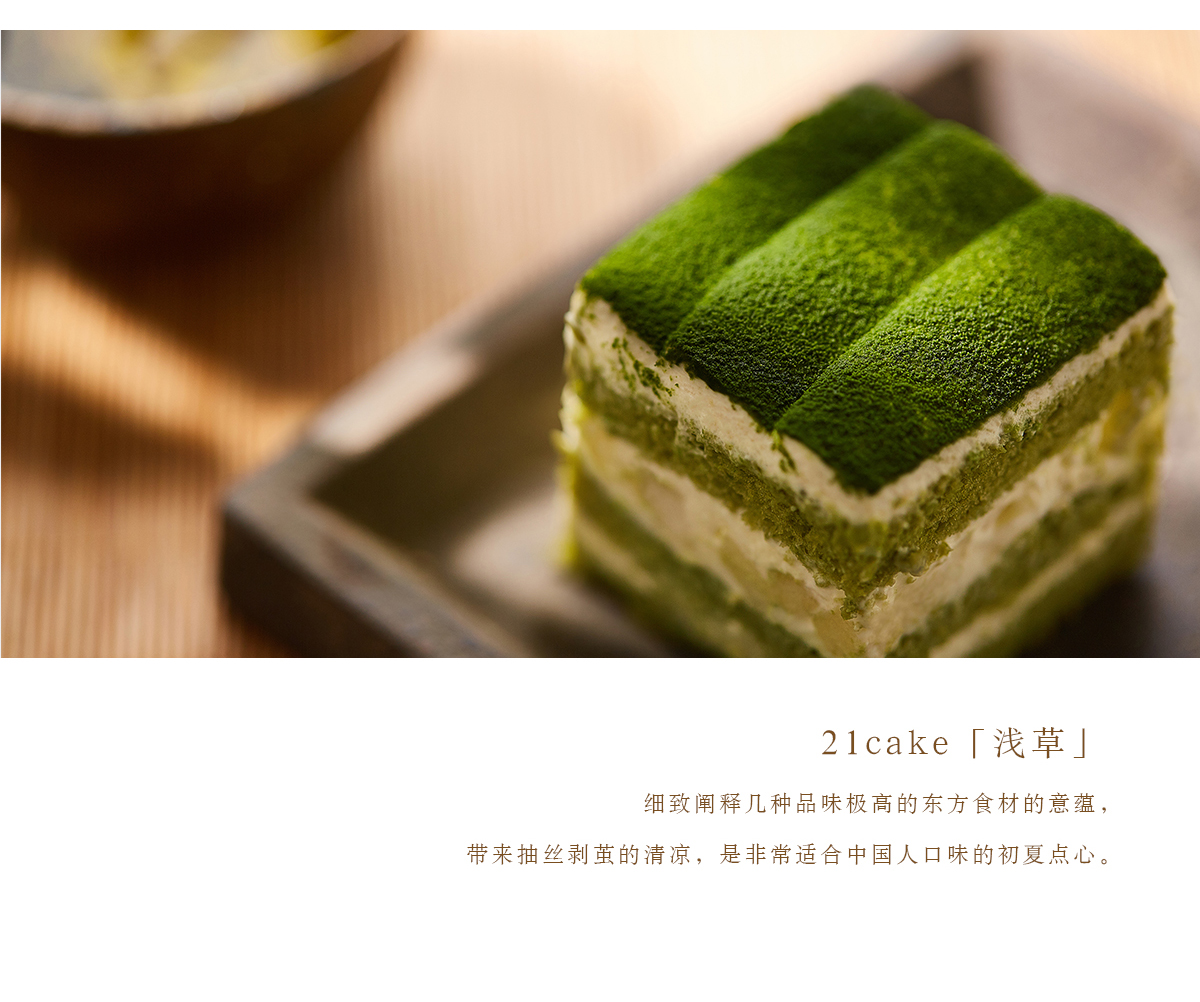 21cake「浅草」
细致阐释几种品味极高的东方食材的意蕴，
带来抽丝剥茧的清凉，是非常适合中国人口味的初夏点心。